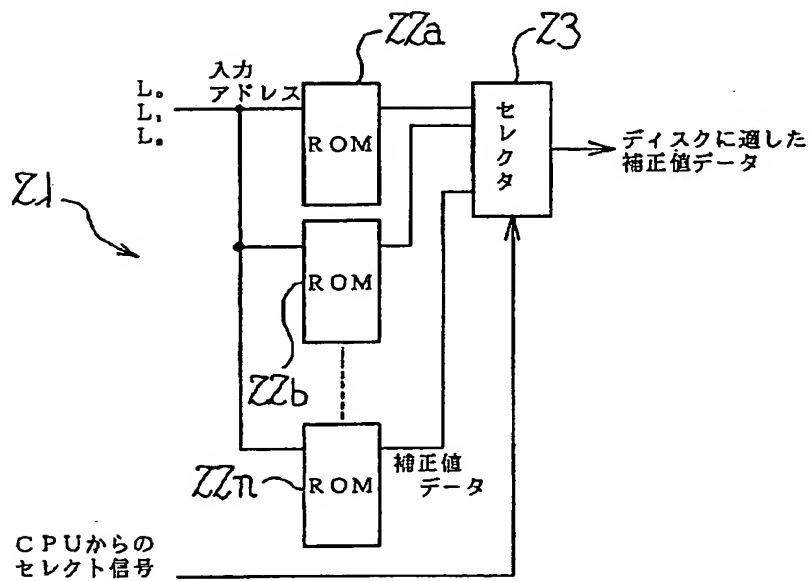 22a
23
入力
アドレス
L₀
L₁
L₂
ROM
セレクタ
ディスクに適した
補正値データ
21
ROM
22b
ROM
22n
補正値
データ
CPUからの
セレクト信号